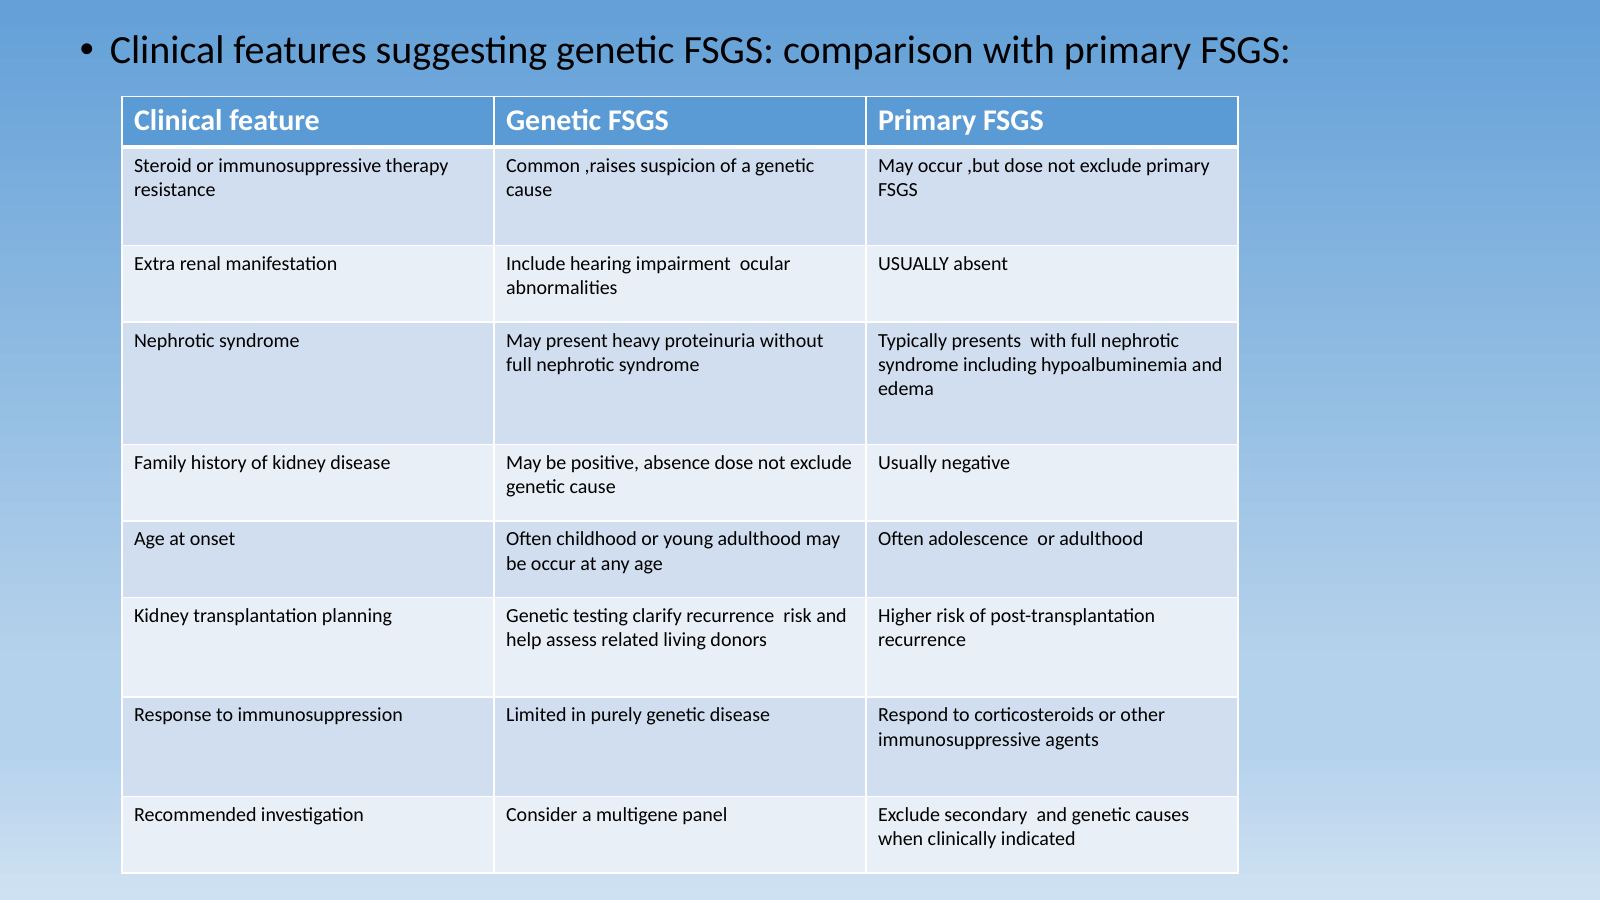 • Clinical features suggesting genetic FSGS: comparison with primary FSGS:
Clinical feature
Genetic FSGS
Primary FSGS
Steroid or immunosuppressive therapy
resistance
Common ,raises suspicion of a genetic
cause
May occur ,but dose not exclude primary
FSGS
Extra renal manifestation
Include hearing impairment  ocular
abnormalities
USUALLY absent
Nephrotic syndrome
May present heavy proteinuria without
full nephrotic syndrome
Typically presents  with full nephrotic
syndrome including hypoalbuminemia and
edema
Family history of kidney disease
May be positive, absence dose not exclude
genetic cause
Usually negative
Age at onset
Often childhood or young adulthood may
be occur at any age
Often adolescence  or adulthood
Kidney transplantation planning
Genetic testing clarify recurrence  risk and
help assess related living donors
Higher risk of post-transplantation
recurrence
Response to immunosuppression
Limited in purely genetic disease
Respond to corticosteroids or other
immunosuppressive agents
Recommended investigation
Consider a multigene panel
Exclude secondary  and genetic causes
when clinically indicated